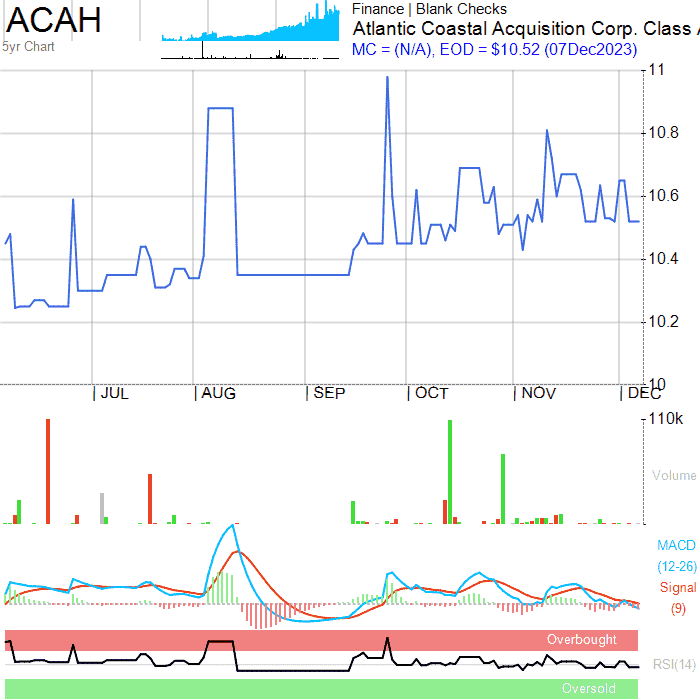 ACAH
5yr Chart
Finance | Blank Checks
Atlantic Coastal Acquisition Corp. Class A
MC = (N/A), EOD = $10.52 (07Dec2023)
11
10.8
10.6
10.4
10.2
10
JUL
AUG
SEP
OCT
NOV
DEC
110k
Volume
MACD
(12-26)
Signal
(9)
Overbought
RSI(14)
Oversold